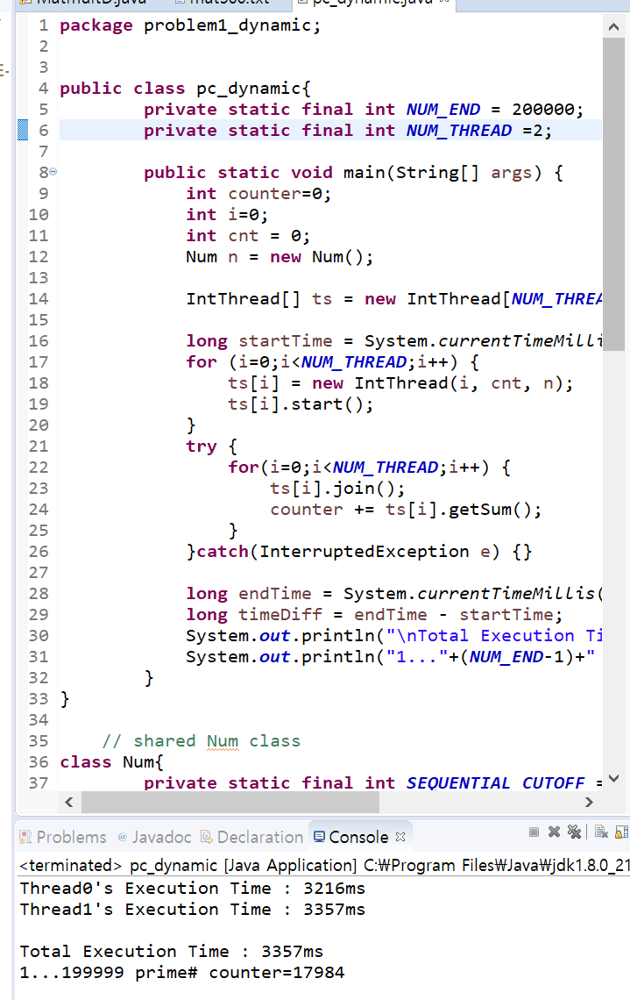 MatmultD.java mat500.txt pc_dynamic.java
E-
1 package problem1_dynamic;
2
3
4 public class pc_dynamic{
5 private static final int NUM_END = 200000;
6 private static final int NUM_THREAD =2;
7
8 public static void main(String[] args) {
9 int counter=0;
10 int i=0;
11 int cnt = 0;
12 Num n = new Num();
13
14 IntThread[] ts = new IntThread[NUM_THREA
15
16 long startTime = System.currentTimeMilli
17 for (i=0;i<NUM_THREAD;i++) {
18 ts[i] = new IntThread(i, cnt, n);
19 ts[i].start();
20 }
21 try {
22 for(i=0;i<NUM_THREAD;i++) {
23 ts[i].join();
24 counter += ts[i].getSum();
25 }
26 }catch(InterruptedException e) {}
27
28 long endTime = System.currentTimeMillis(
29 long timeDiff = endTime - startTime;
30 System.out.println("\nTotal Execution Ti
31 System.out.println("1..."+(NUM_END-1)+"
32 }
33 }
34
35 // shared Num class
36 class Num{
37 private static final int SEQUENTIAL_CUTOFF =
Problems @ Javadoc Declaration Console
<terminated> pc_dynamic [Java Application] C:₩Program Files₩Java₩jdk1.8.0_21
Thread0's Execution Time : 3216ms
Thread1's Execution Time : 3357ms
Total Execution Time : 3357ms
1...199999 prime# counter=17984